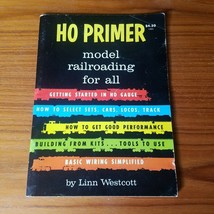 HO PRIMER
model
railroading
for all
GETTING STARTED IN HO GAUGE
HOW TO SELECT SETS, CARS, LOCOS, TRACK
HOW TO GET GOOD PERFORMANCE
BUILDING FROM KITS...TOOLS TO USE
BASIC WIRING SIMPLIFIED
by Linn Westcott